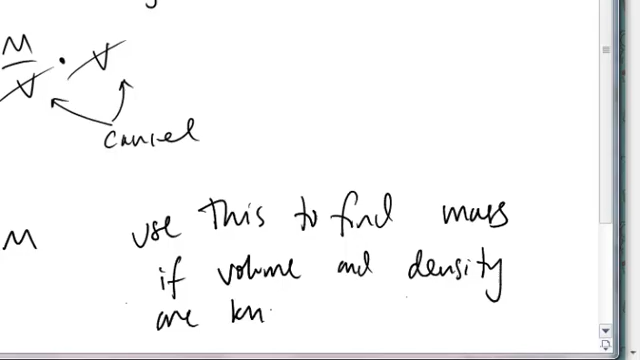 M
V · V
cancel
M use this to find mass
if volume and density
are kn